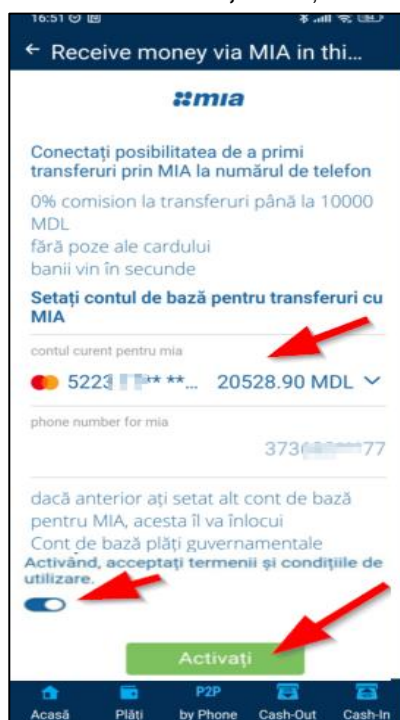 16:51
← Receive money via MIA in thi...
mia
Conectați posibilitatea de a primi
transferuri prin MIA la numărul de telefon
0% comision la transferuri până la 10000
MDL
fără poze ale cardului
banii vin în secunde
Setați contul de bază pentru transferuri cu
MIA
contul curent pentru mia
5223 ** **... 20528.90 MDL
phone number for mia
373 77
dacă anterior ați setat alt cont de bază
pentru MIA, acesta îl va înlocui
Cont de bază plăți guvernamentale
Activând, acceptați termenii și condițiile de
utilizare.
Activați
P2P
Acasă Plăți by Phone Cash-Out Cash-In